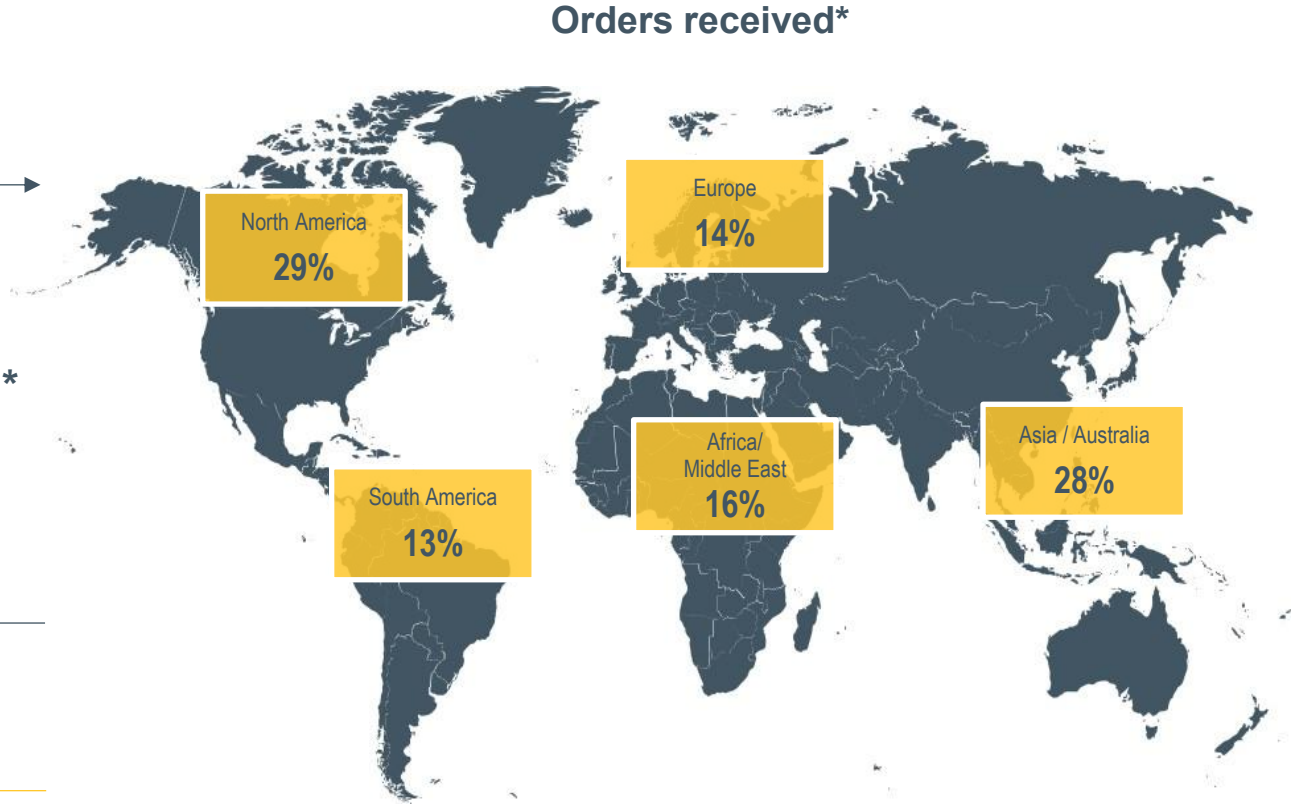 Orders received*
North America
29%
Europe
14%
*
Africa/
Middle East
16%
Asia / Australia
28%
South America
13%